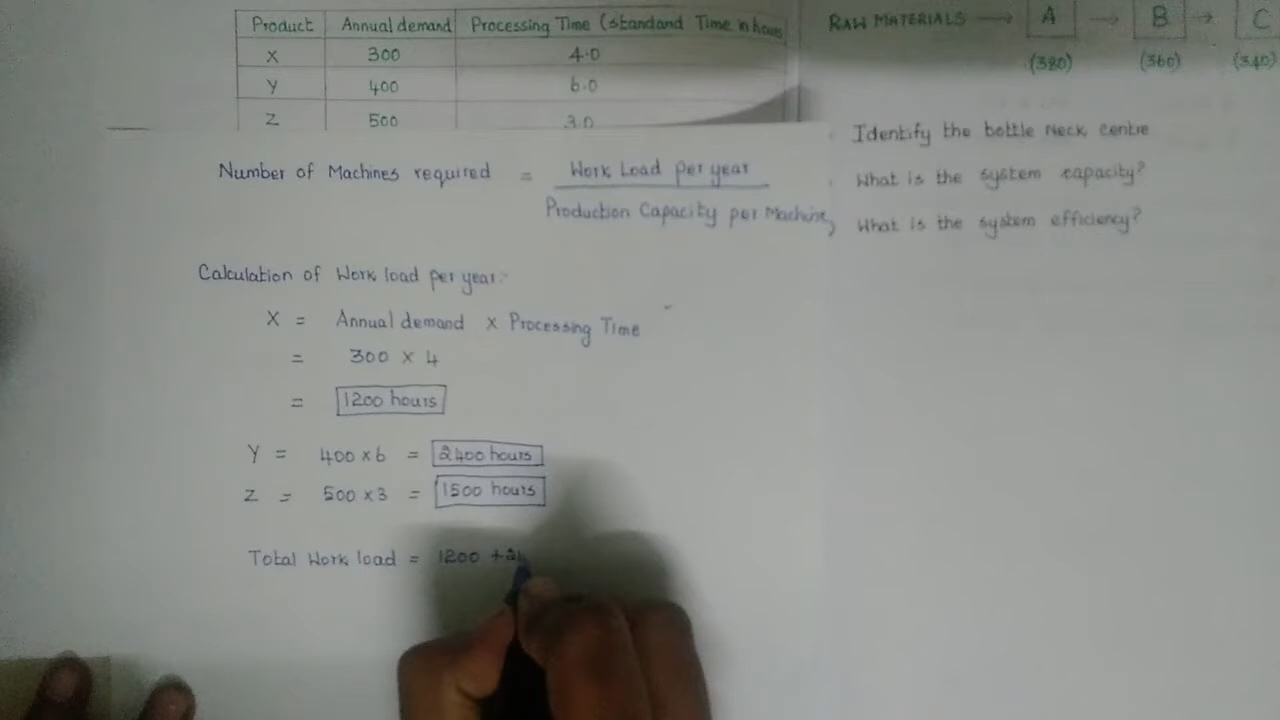 Product Annual demand Processing Time (Standard Time in hours
X 300 4.0
Y 400 6.0
Z 500 3.0
RAW MATERIALS → A → B → C
(380) (360) (340)
Identify the bottle Neck centre
What is the system capacity?
What is the system efficiency?
Number of Machines required = Work Load per year
Production Capacity per Machine
Calculation of Work load per year:-
X = Annual demand x Processing Time
= 300 x 4
= 1200 hours
Y = 400 x 6 = 2400 hours
Z = 500 x 3 = 1500 hours
Total Work load = 1200 +